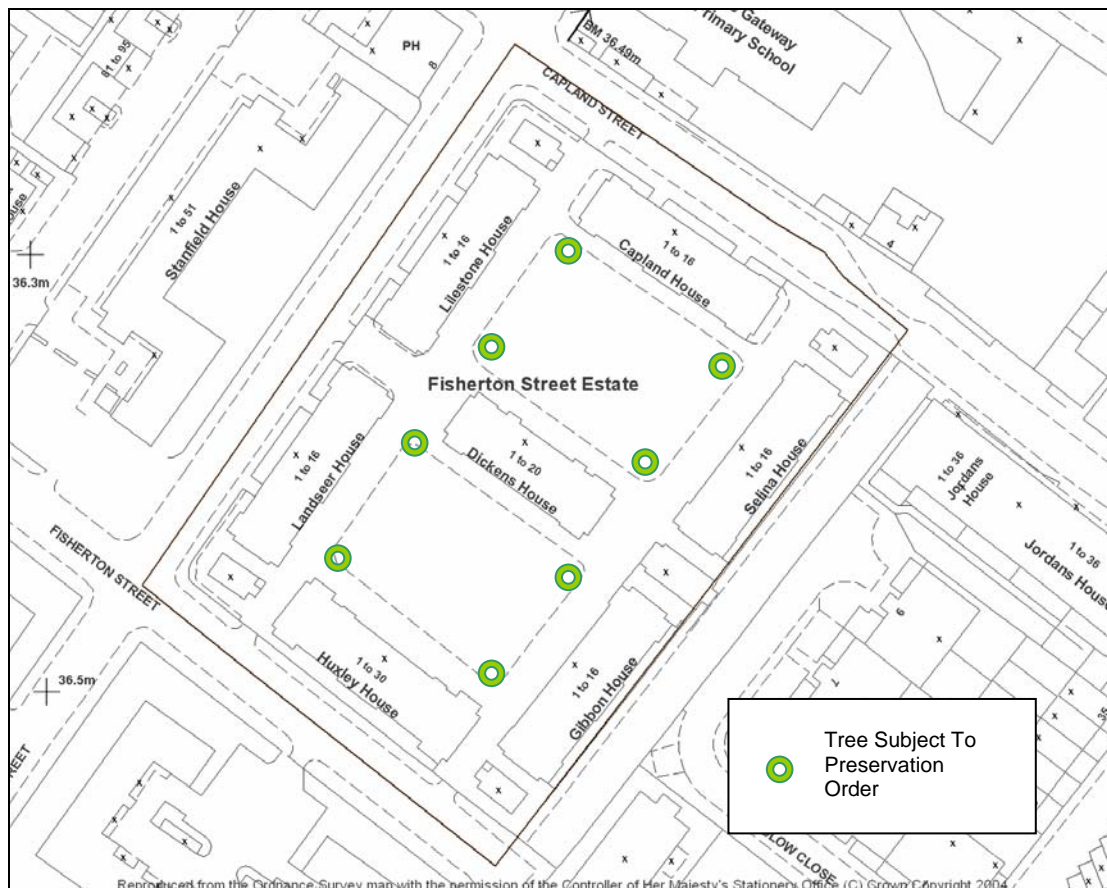 81 to 95
PH
8
BM 36.49m
Gateway
Primary School
CAPLAND STREET
1 to 51
Stanfield House
1 to 16
Lilestone House
1 to 16
Capland House
4
36.3m
Fisherton Street Estate
1 to 16
Landseer House
1 to 20
Dickens House
1 to 16
Selina House
1 to 36
Jordans
House
1 to 36
Jordans House
FISHERTON STREET
1 to 30
Huxley House
1 to 16
Gibbon House
9
7
35
36.5m
Tree Subject To
Preservation
Order
LOW CLOSE
Reproduced from the Ordnance Survey map with the permission of the Controller of Her Majesty's Stationery Office (C) Crown Copyright 2004